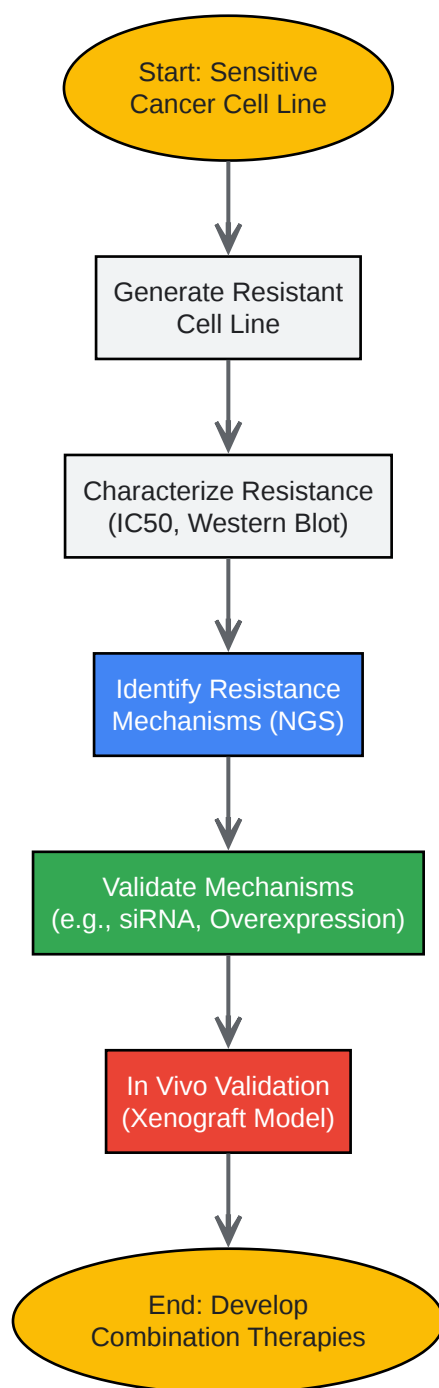 Start: Sensitive
Cancer Cell Line
Generate Resistant
Cell Line
Characterize Resistance
(IC50, Western Blot)
Identify Resistance
Mechanisms (NGS)
Validate Mechanisms
(e.g., siRNA, Overexpression)
In Vivo Validation
(Xenograft Model)
End: Develop
Combination Therapies